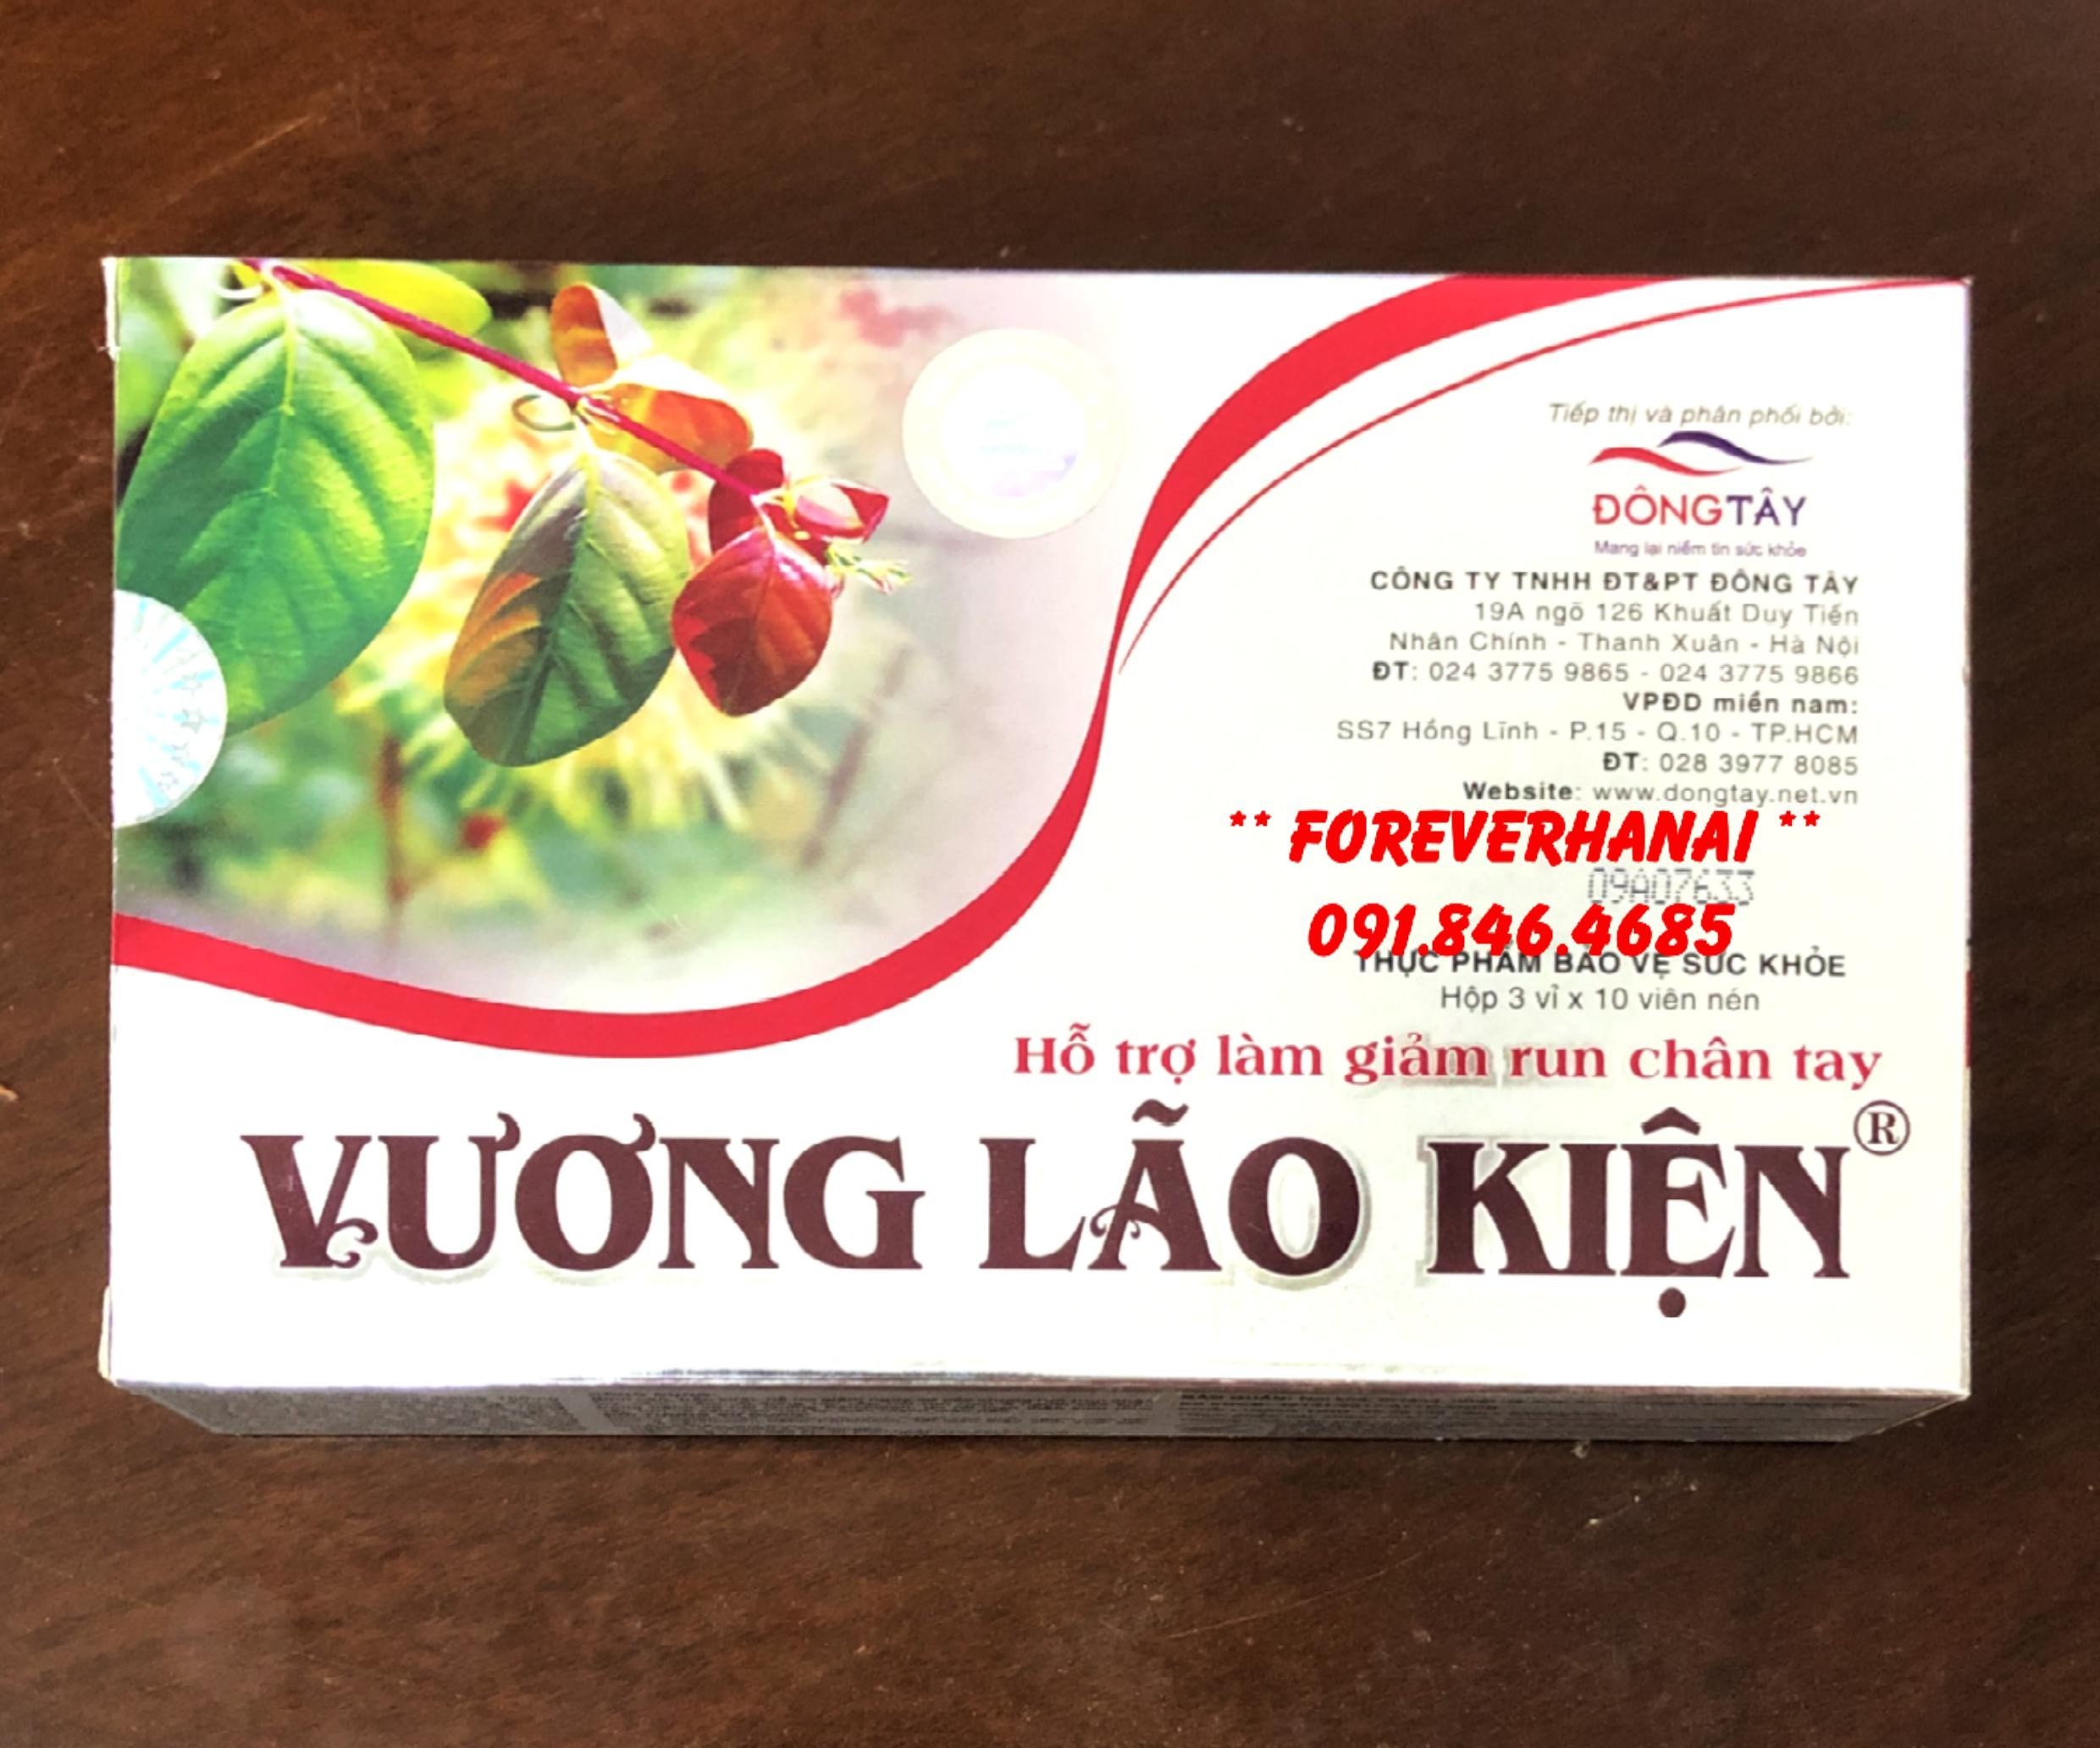 Tiếp thị và phân phối bởi:
ĐÔNGTÂY
Mang lại niềm tin sức khỏe
CÔNG TY TNHH ĐT&PT ĐÔNG TÂY
19A ngõ 126 Khuất Duy Tiến
Nhân Chính - Thanh Xuân - Hà Nội
ĐT: 024 3775 9865 - 024 3775 9866
VPĐD miền nam:
SS7 Hồng Lĩnh - P.15 - Q.10 - TP.HCM
ĐT: 028 3977 8085
Website: www.dongtay.net.vn
** FOREVERHANAI **
09A07633
091.846.4685
THỰC PHẨM BẢO VỆ SỨC KHỎE
Hộp 3 vỉ x 10 viên nén
Hỗ trợ làm giảm run chân tay
VƯƠNG LÃO KIỆN®